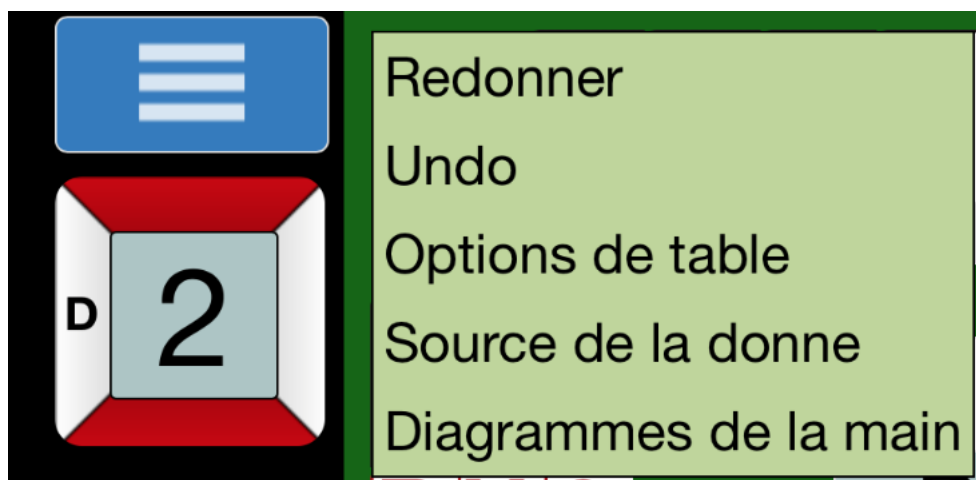 Redonner
Undo
Options de table
D
2
Source de la donne
Diagrammes de la main